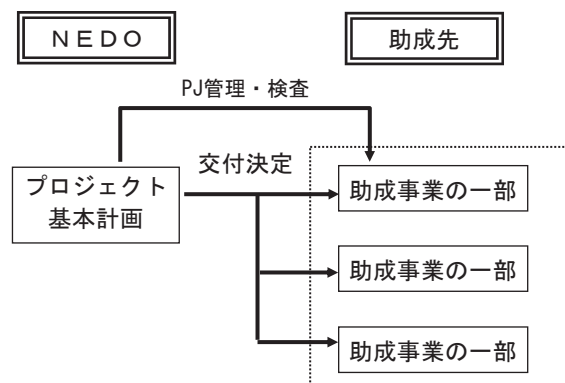 ＮＥＤＯ
助成先
PJ管理・検査
交付決定
プロジェクト
基本計画
助成事業の一部
助成事業の一部
助成事業の一部